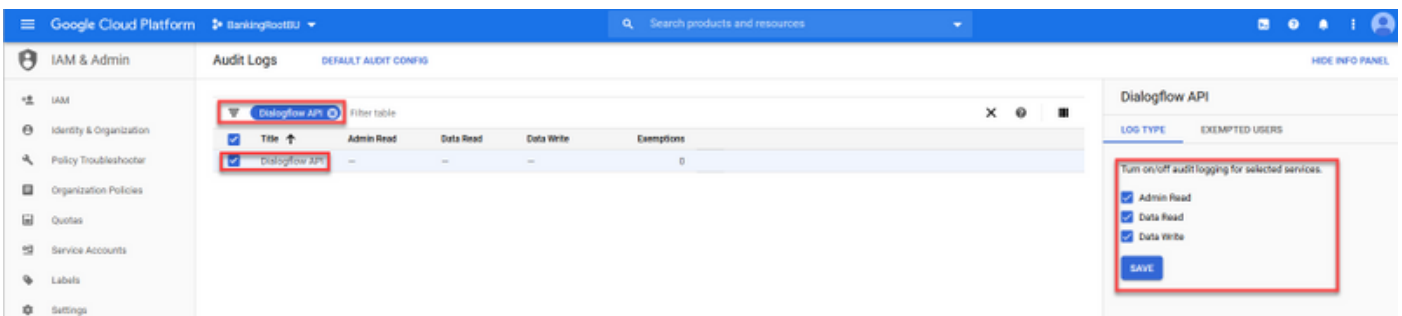 Google Cloud Platform BankingRootBU Search products and resources
IAM & Admin Audit Logs DEFAULT AUDIT CONFIG HIDE INFO PANEL
IAM
Identity & Organization
Policy Troubleshooter
Organization Policies
Quotas
Service Accounts
Labels
Settings
Dialogflow API Filter table
Title Admin Read Data Read Data Write Exemptions
Dialogflow API — — — 0
Dialogflow API
LOG TYPE EXEMPTED USERS
Turn on/off audit logging for selected services.
Admin Read
Data Read
Data Write
SAVE